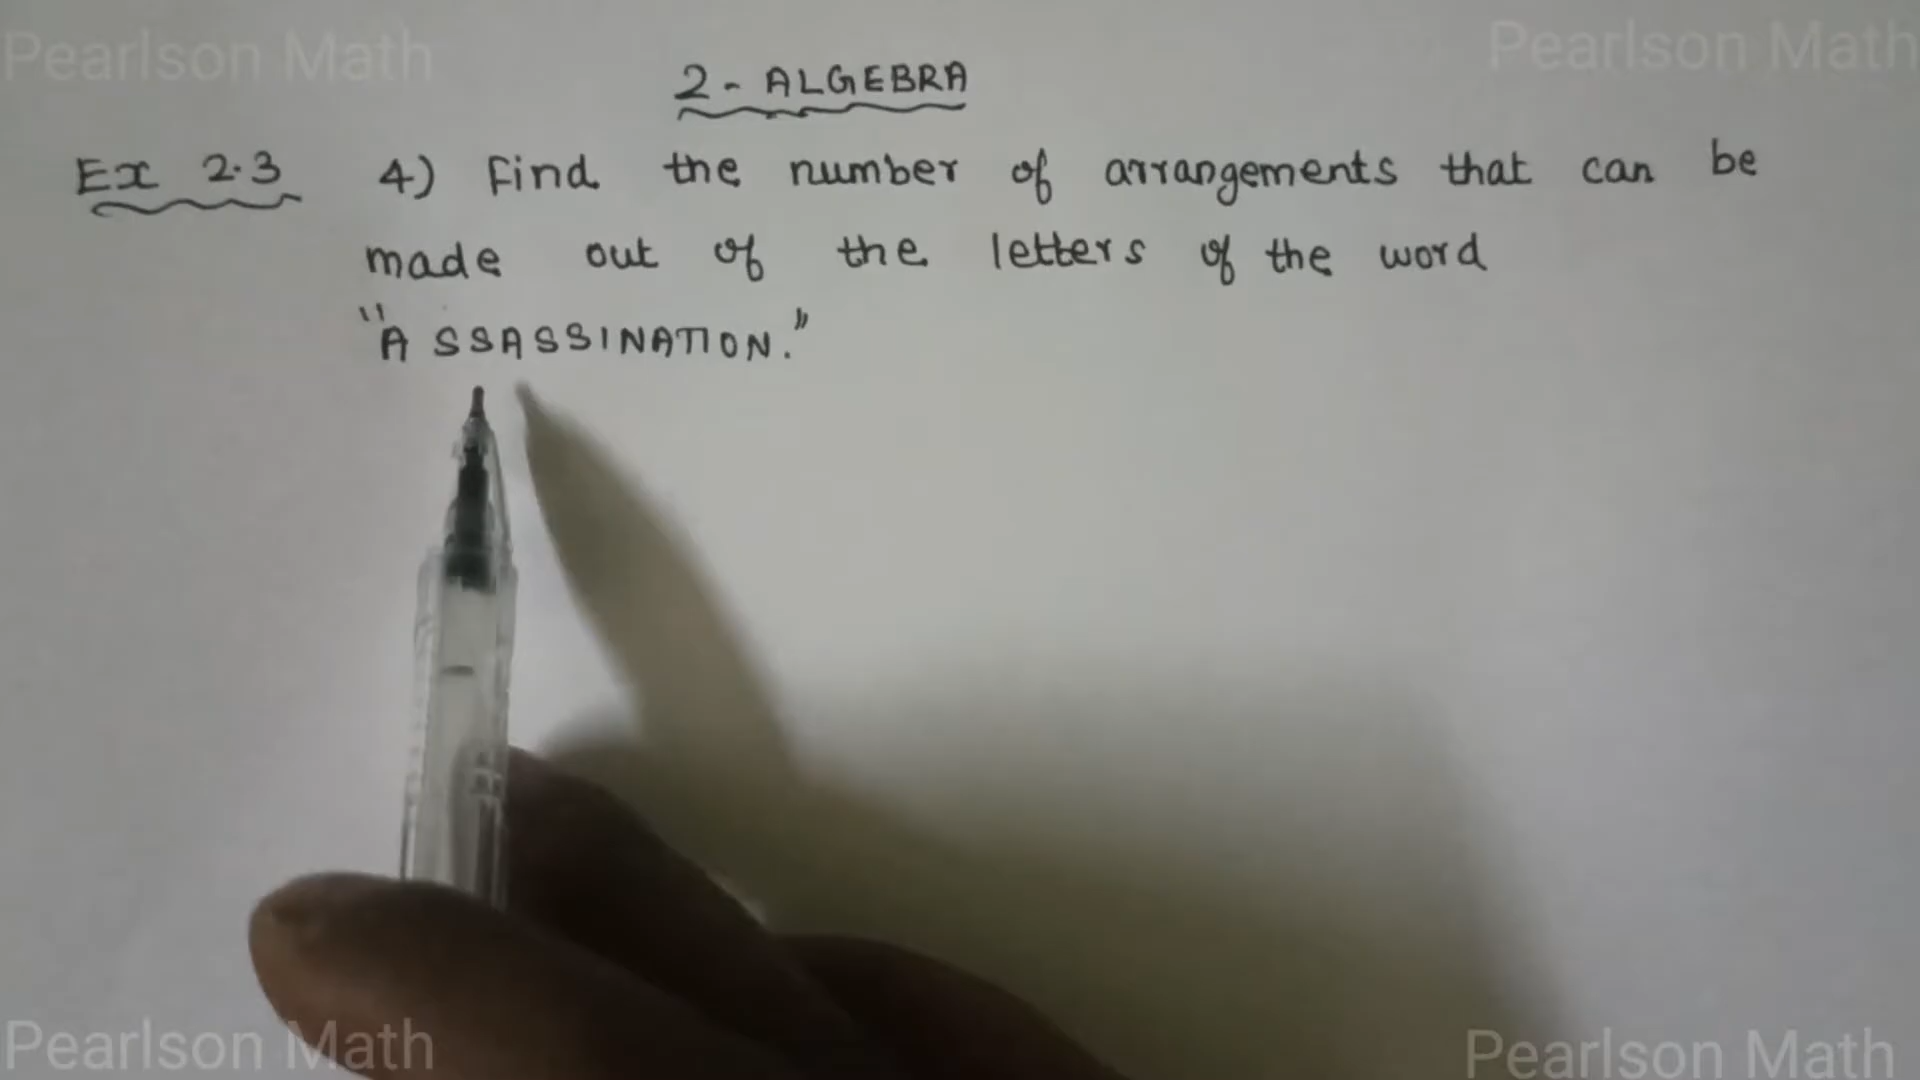 Pearlson Math
Pearlson Math
2 - ALGEBRA
Ex 2.3 4) Find the number of arrangements that can be
made out of the letters of the word
"ASSASSINATION."
Pearlson Math
Pearlson Math